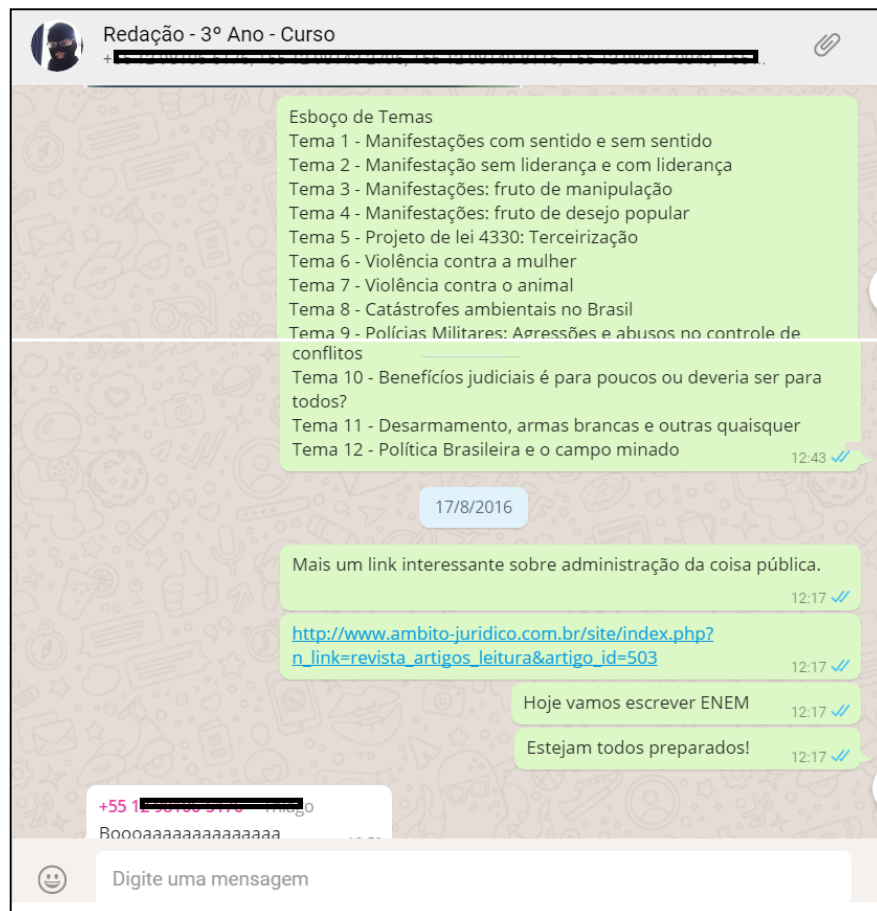 Redação - 3º Ano - Curso
Esboço de Temas
Tema 1 - Manifestações com sentido e sem sentido
Tema 2 - Manifestação sem liderança e com liderança
Tema 3 - Manifestações: fruto de manipulação
Tema 4 - Manifestações: fruto de desejo popular
Tema 5 - Projeto de lei 4330: Terceirização
Tema 6 - Violência contra a mulher
Tema 7 - Violência contra o animal
Tema 8 - Catástrofes ambientais no Brasil
Tema 9 - Polícias Militares: Agressões e abusos no controle de
conflitos
Tema 10 - Benefícios judiciais é para poucos ou deveria ser para
todos?
Tema 11 - Desarmamento, armas brancas e outras quaisquer
Tema 12 - Política Brasileira e o campo minado
12:43
17/8/2016
Mais um link interessante sobre administração da coisa pública.
12:17
http://www.ambito-juridico.com.br/site/index.php?
n_link=revista_artigos_leitura&artigo_id=503
12:17
Hoje vamos escrever ENEM
12:17
Estejam todos preparados!
12:17
+55 1
Boooaaaaaaaaaaaaaaa
Digite uma mensagem